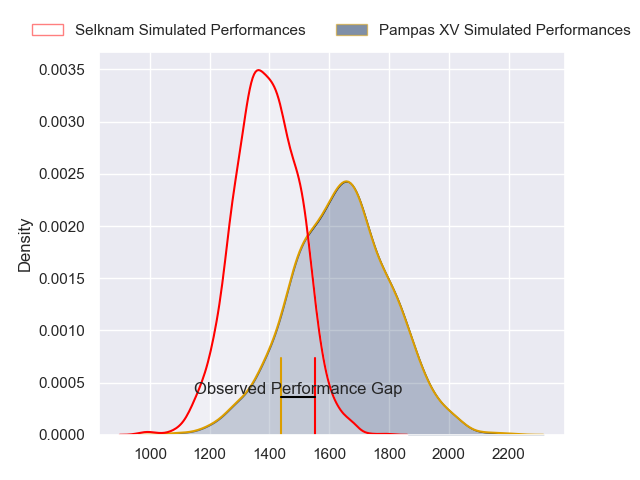 Selknam Simulated Performances
Pampas XV Simulated Performances
0.0035
0.0030
0.0025
0.0020
0.0015
0.0010
0.0005
0.0000
Density
Observed Performance Gap
1000 1200 1400 1600 1800 2000 2200